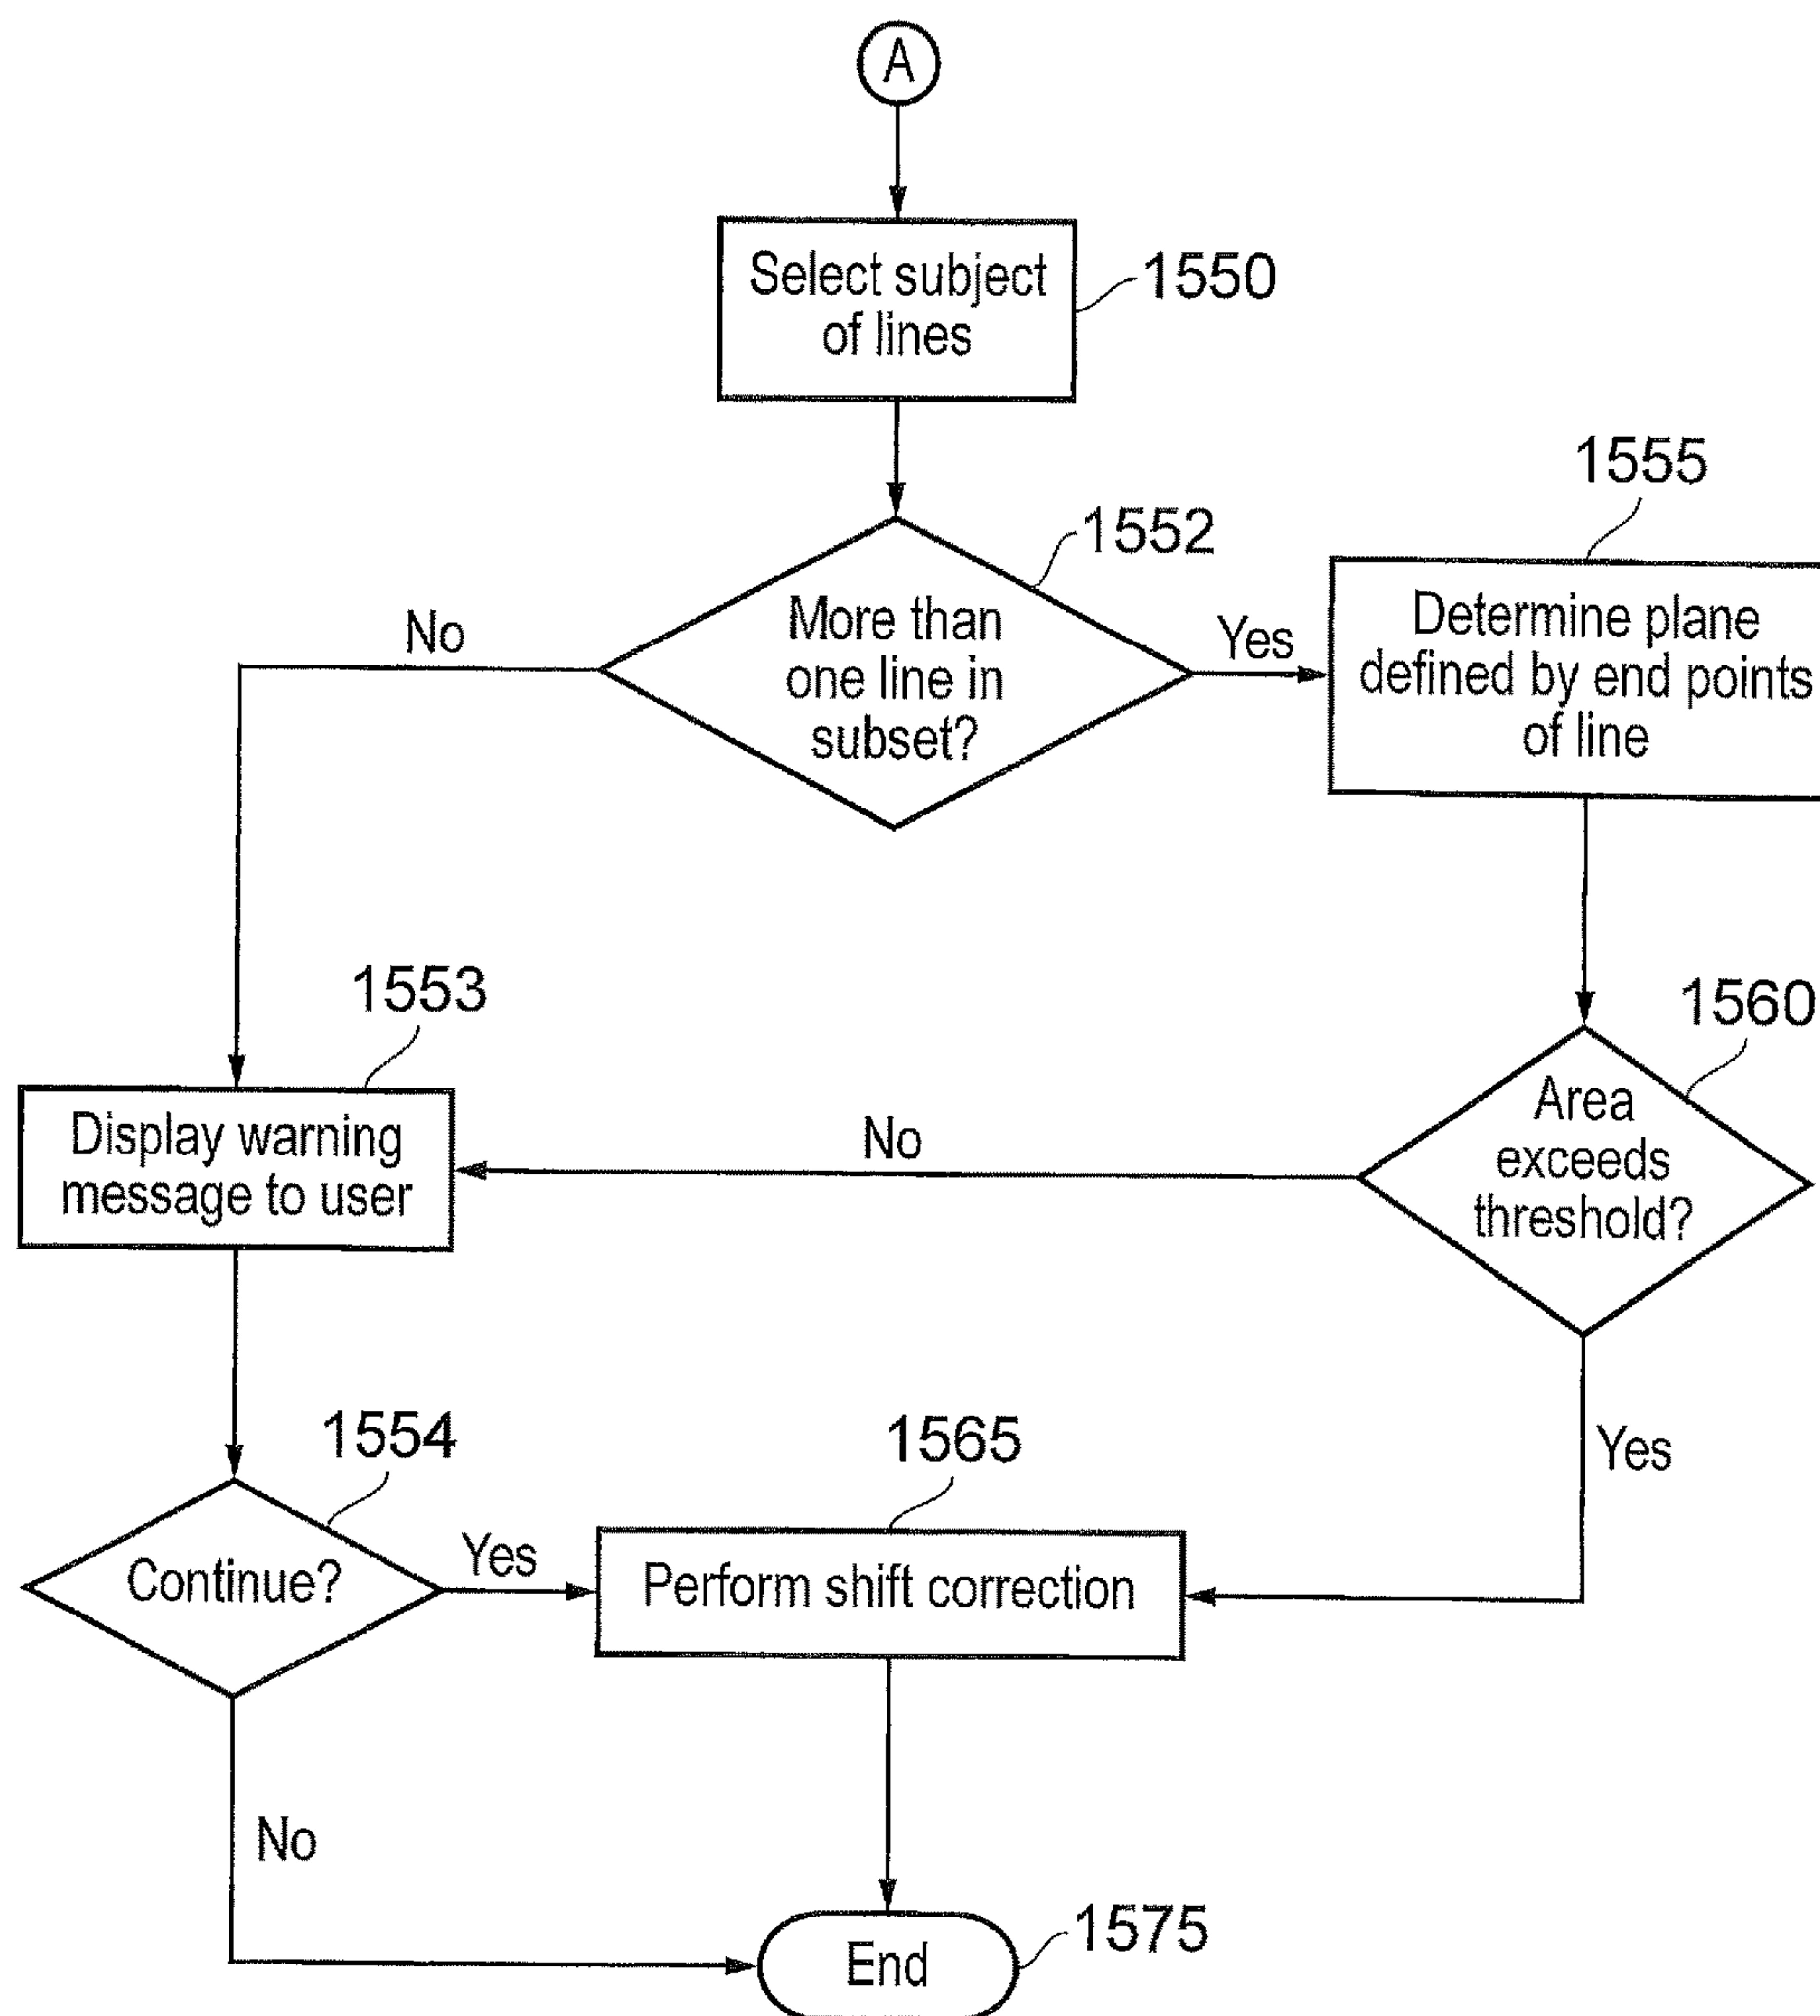 A
Select subject
of lines
1550
1552
More than
one line in
subset?
No
Yes
1555
Determine plane
defined by end points
of line
1553
Display warning
message to user
No
1560
Area
exceeds
threshold?
Yes
1554
Continue?
Yes
1565
Perform shift correction
No
End
1575